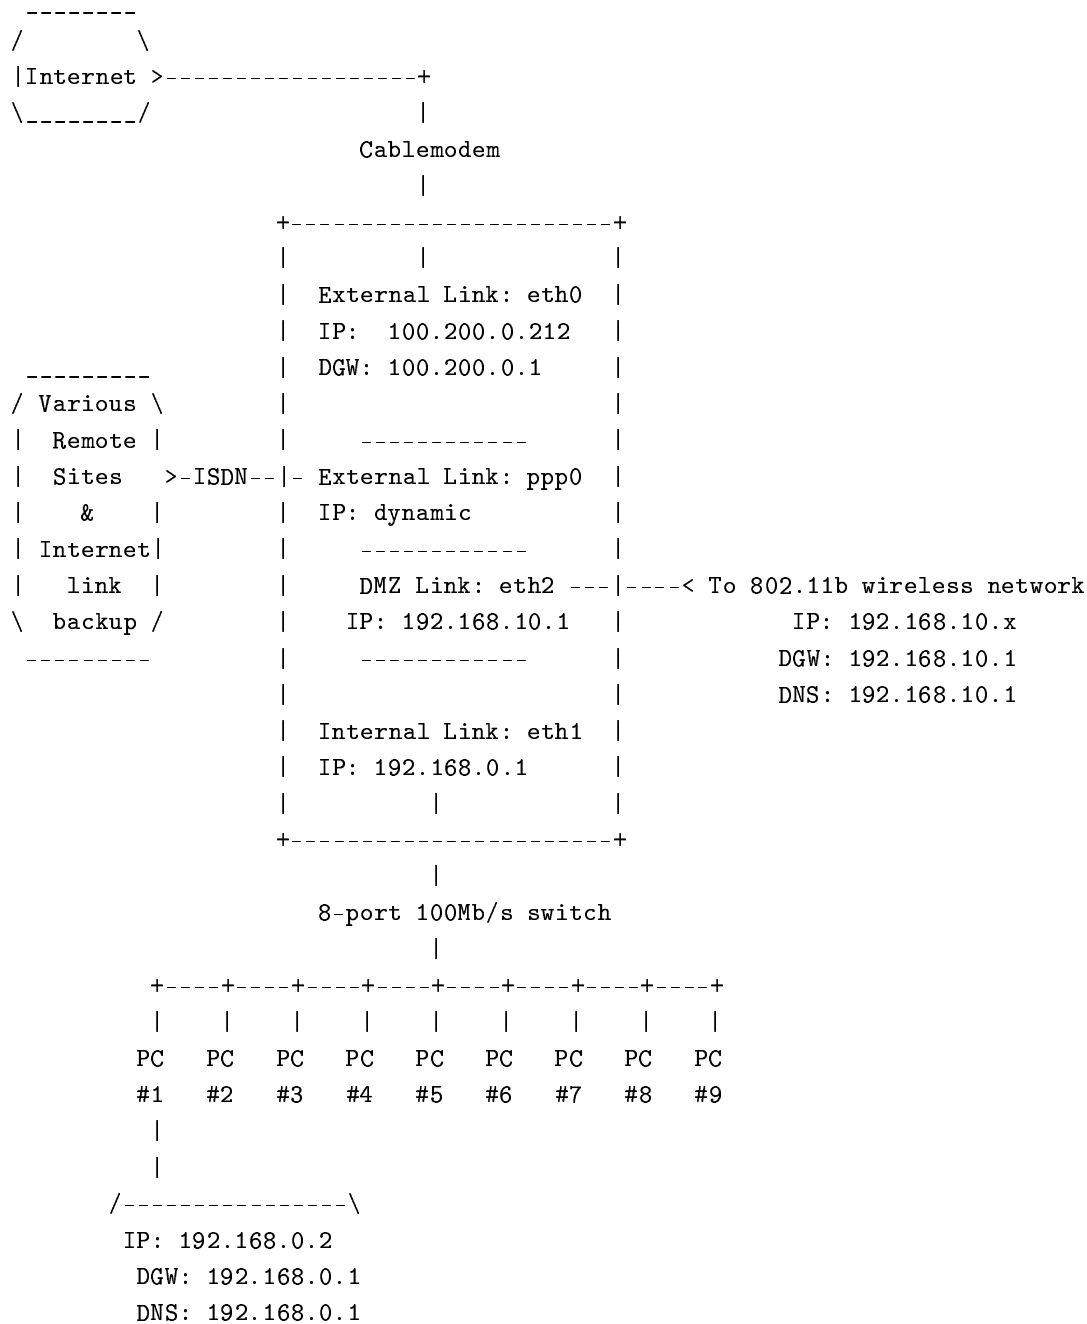 --------
/        \
|Internet >------------------+
\________/                   |
                         Cablemodem
                             |
                   +-----------------------+
                   |         |             |
                   |  External Link: eth0  |
                   |  IP:  100.200.0.212   |
 _________         |  DGW: 100.200.0.1     |
/ Various \        |                       |
|  Remote |        |     ------------      |
|  Sites   >-ISDN--|- External Link: ppp0  |
|    &    |        |  IP: dynamic          |
| Internet|        |     ------------      |
|   link  |        |     DMZ Link: eth2 ---|----< To 802.11b wireless network
\  backup /        |    IP: 192.168.10.1   |            IP: 192.168.10.x
 ---------         |     ------------      |           DGW: 192.168.10.1
                   |                       |           DNS: 192.168.10.1
                   |  Internal Link: eth1  |
                   |  IP: 192.168.0.1      |
                   |          |            |
                   +-----------------------+
                              |
                      8-port 100Mb/s switch
                              |
          +----+----+----+----+----+----+----+----+
          |    |    |    |    |    |    |    |    |
         PC   PC   PC   PC   PC   PC   PC   PC   PC
         #1   #2   #3   #4   #5   #6   #7   #8   #9
          |
          |
       /----------------\
        IP: 192.168.0.2
         DGW: 192.168.0.1
         DNS: 192.168.0.1